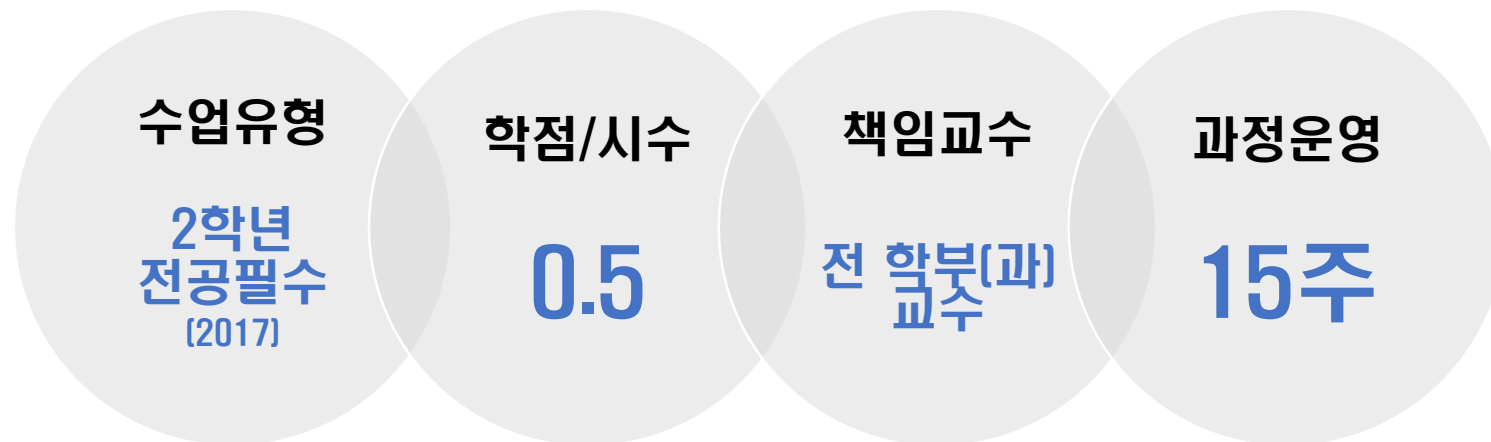 수업유형
2학년
전공필수
(2017)
학점/시수
0.5
책임교수
전 학부(과)
교수
과정운영
15주